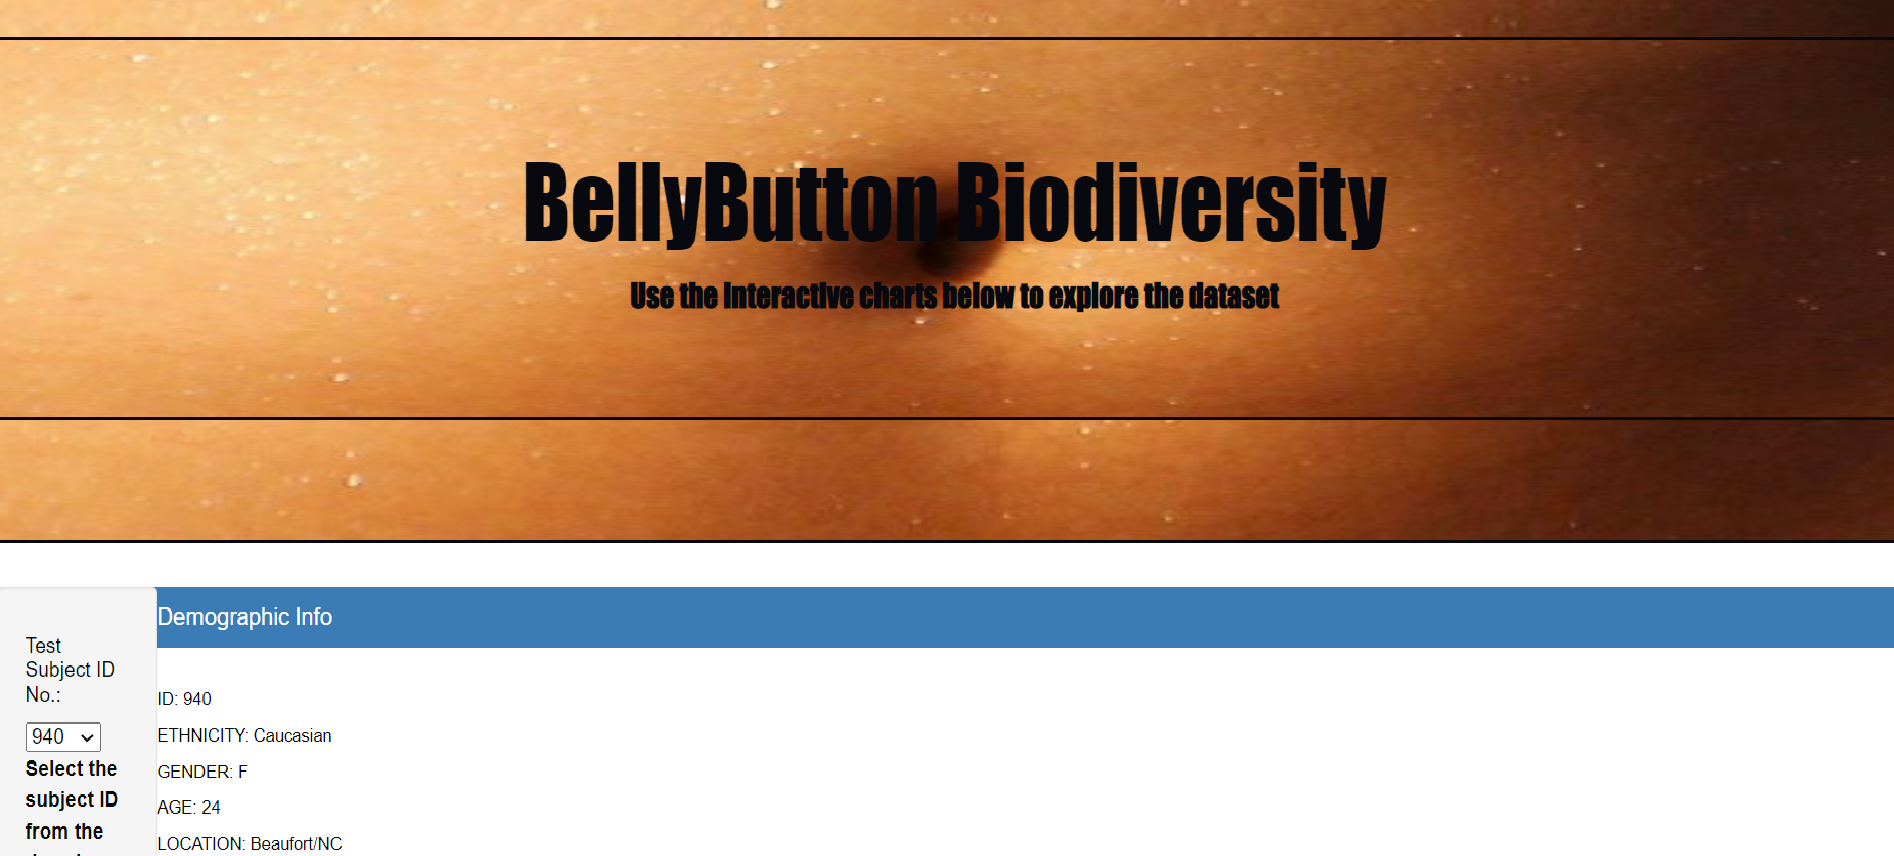 BellyButton Biodiversity
Use the Interactive charts below to explore the dataset
Test
Subject ID
No.:
940
Select the
subject ID
from the
Demographic Info
ID: 940
ETHNICITY: Caucasian
GENDER: F
AGE: 24
LOCATION: Beaufort/NC